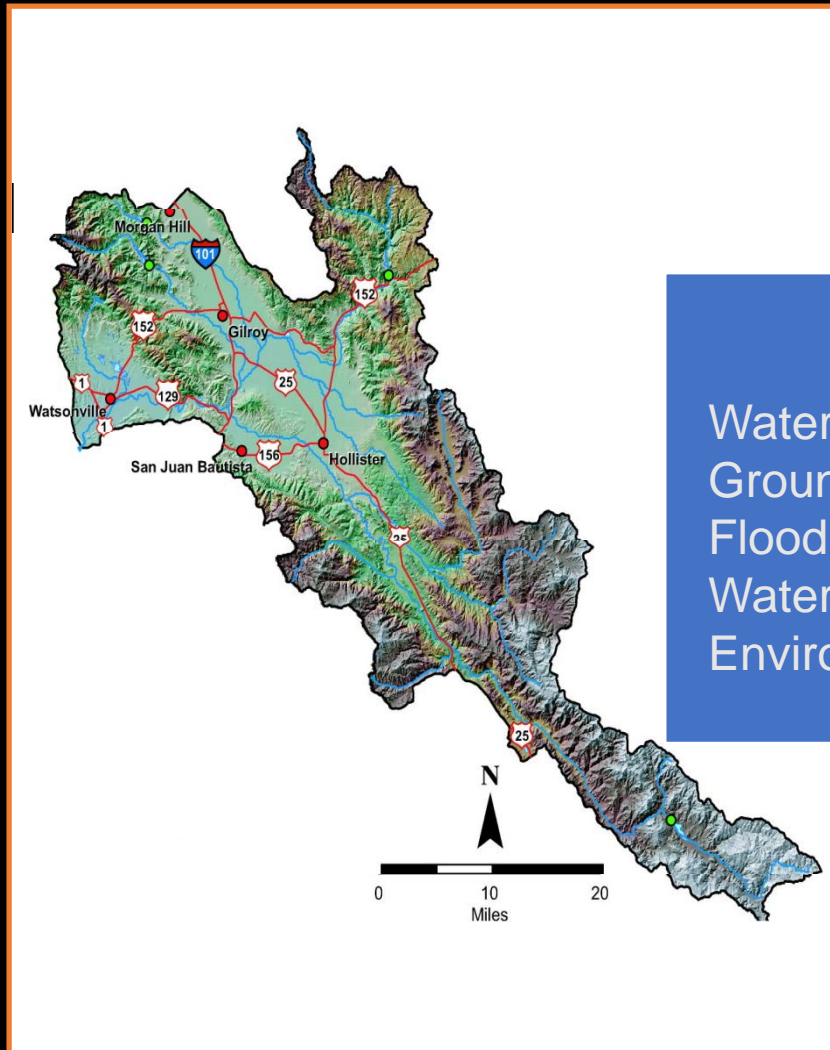 Morgan Hill
101
152
152
Gilroy
25
1
129
Watsonville
1
San Juan Bautista
156
Hollister
25
25
N
0 10 20
Miles
Water
Groun
Flood
Water
Enviro